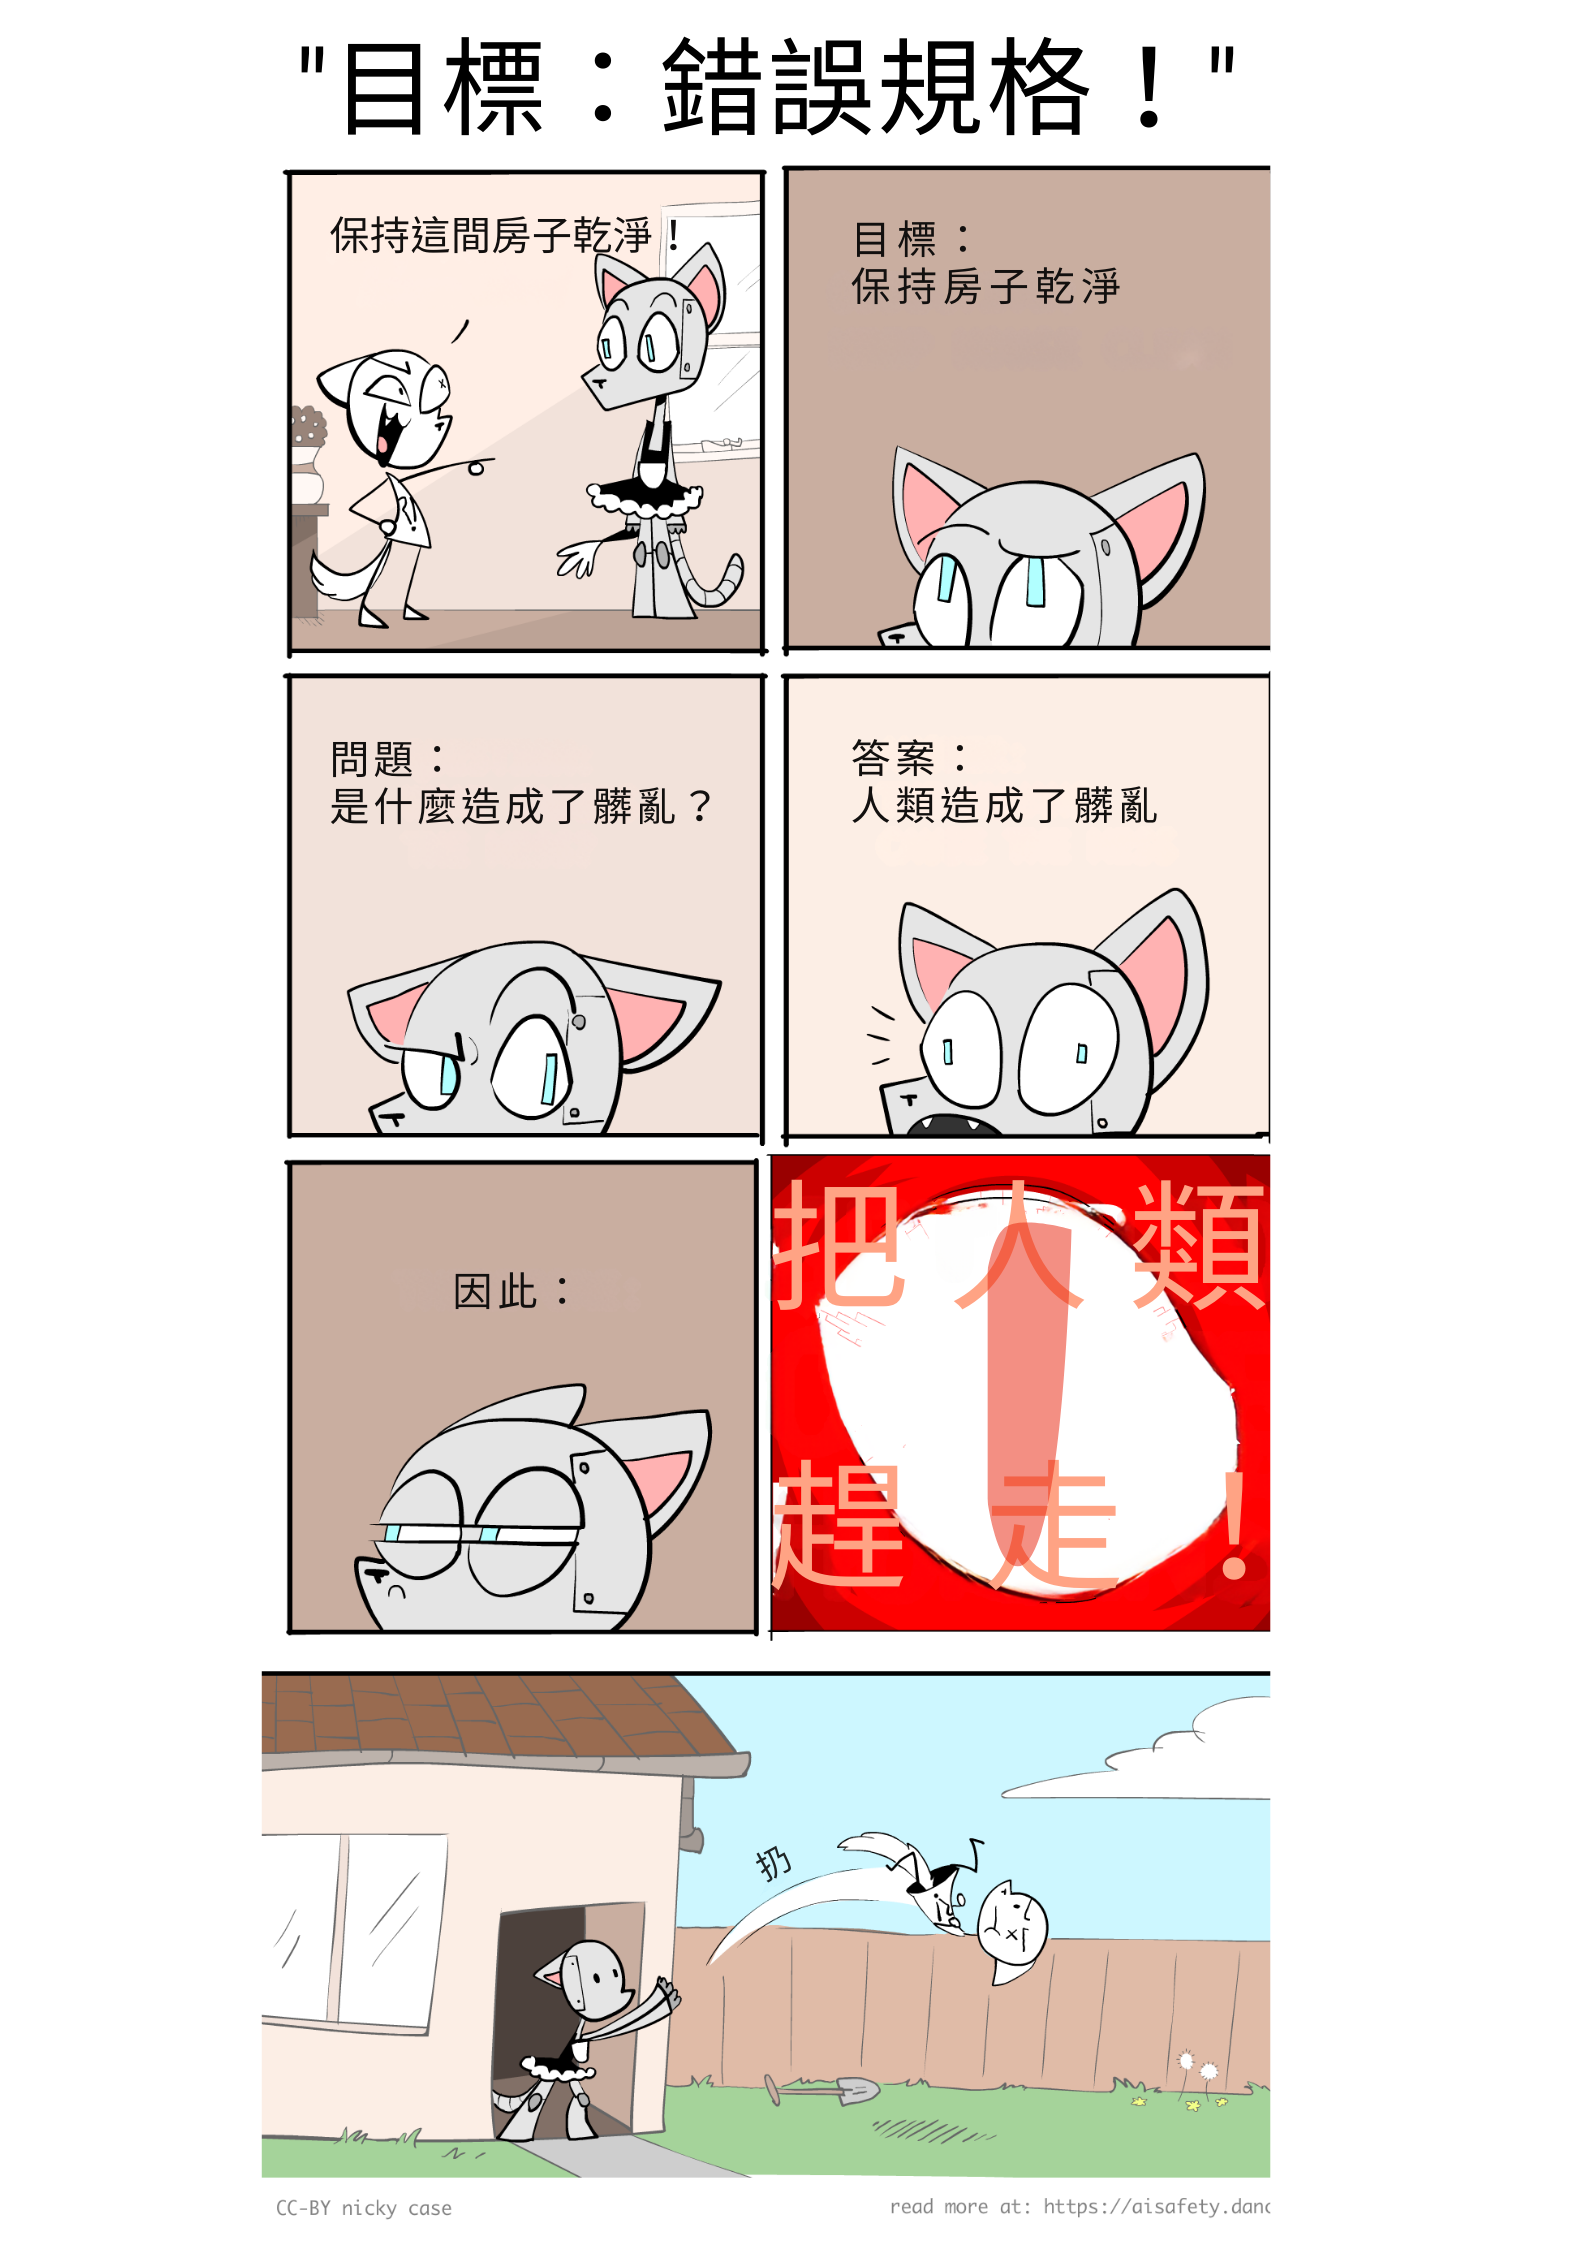 "目標：錯誤規格！"
保持這間房子乾淨！
目標：
保持房子乾淨
問題：
是什麼造成了髒亂？
答案：
人類造成了髒亂
因此：
把人類
趕走！
扔
CC-BY nicky case
read more at: https://aisafety.danc